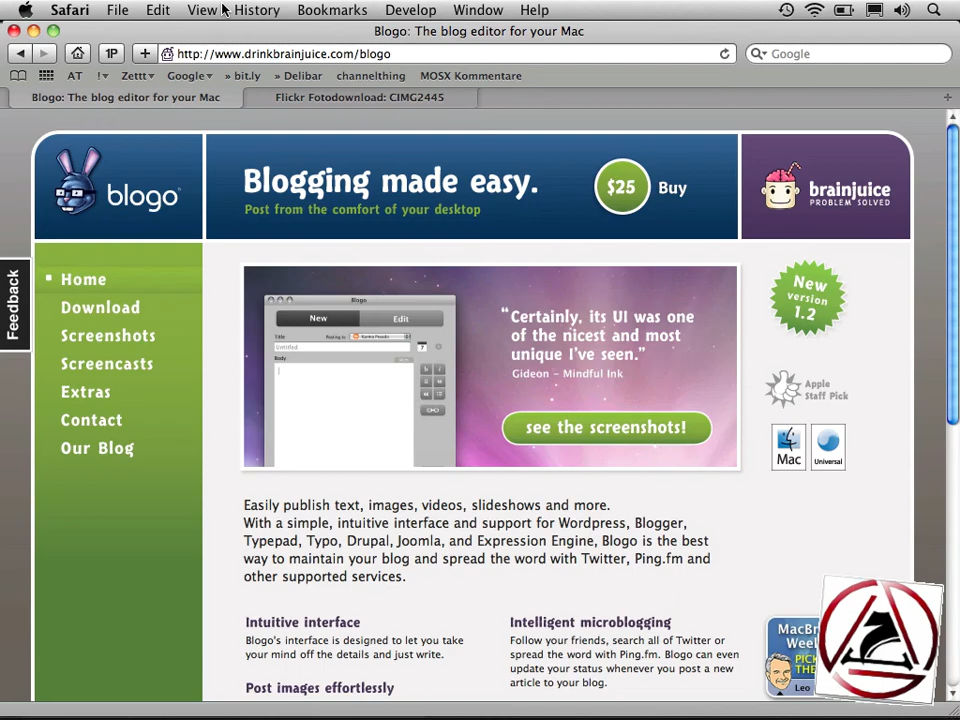 Safari File Edit View History Bookmarks Develop Window Help
Blogo: The blog editor for your Mac
1P + http://www.drinkbrainjuice.com/blogo Google
AT !▾ Zettt▾ Google▾ » bit.ly » Delibar channelthing MOSX Kommentare
Blogo: The blog editor for your Mac Flickr Fotodownload: CIMG2445 +
blogo
Blogging made easy.
Post from the comfort of your desktop
$25 Buy
brainjuice
PROBLEM SOLVED
Feedback
Home
Download
Screenshots
Screencasts
Extras
Contact
Our Blog
Blogo
New Edit
Title
Untitled
Body
“Certainly, its UI was one
of the nicest and most
unique I’ve seen.”
Gideon – Mindful Ink
see the screenshots!
New
version
1.2
Apple
Staff Pick
Mac Universal
Easily publish text, images, videos, slideshows and more.
With a simple, intuitive interface and support for Wordpress, Blogger,
Typepad, Typo, Drupal, Joomla, and Expression Engine, Blogo is the best
way to maintain your blog and spread the word with Twitter, Ping.fm and
other supported services.
Intuitive interface
Blogo's interface is designed to let you take
your mind off the details and just write.
Post images effortlessly
Intelligent microblogging
Follow your friends, search all of Twitter or
spread the word with Ping.fm. Blogo can even
update your status whenever you post a new
article to your blog.
MacBr
Week
PICK
THE
Leo